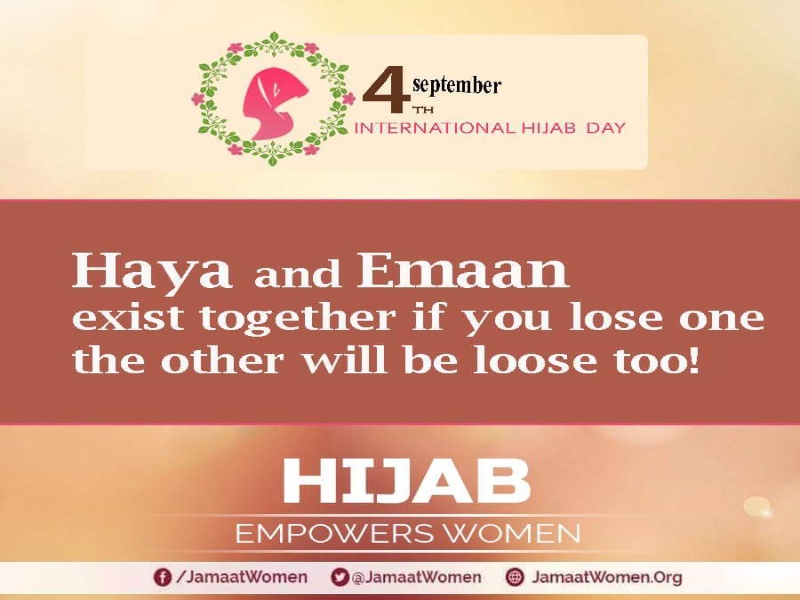 4 september
TH
INTERNATIONAL HIJAB DAY
Haya and Emaan
exist together if you lose one
the other will be loose too!
HIJAB
EMPOWERS WOMEN
/JamaatWomen @JamaatWomen JamaatWomen.Org